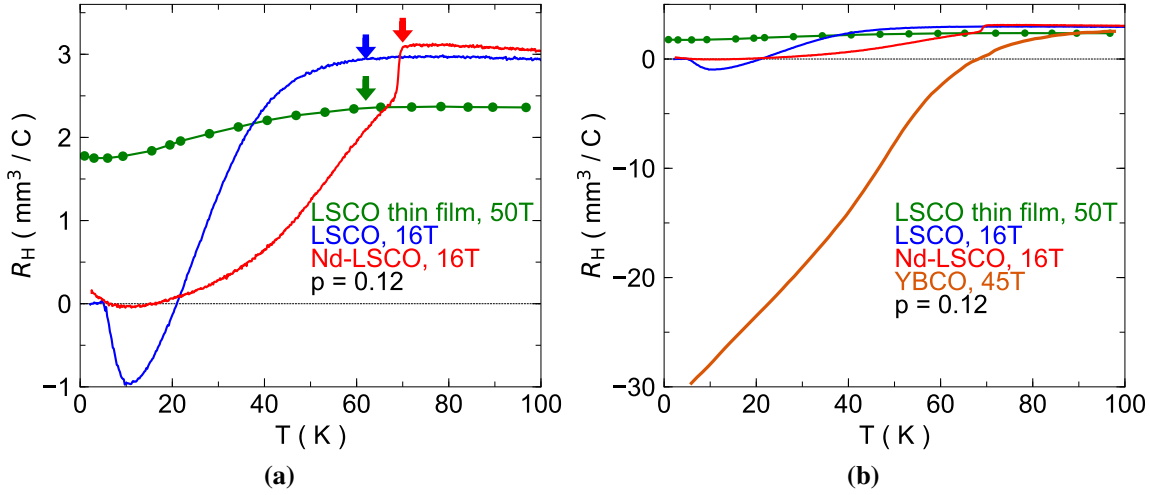 3
2
1
0
−1
R_H ( mm³ / C )
LSCO thin film, 50T
LSCO, 16T
Nd-LSCO, 16T
p = 0.12
0 20 40 60 80 100
T ( K )
(a)
0
−10
−20
−30
R_H ( mm³ / C )
LSCO thin film, 50T
LSCO, 16T
Nd-LSCO, 16T
YBCO, 45T
p = 0.12
0 20 40 60 80 100
T ( K )
(b)